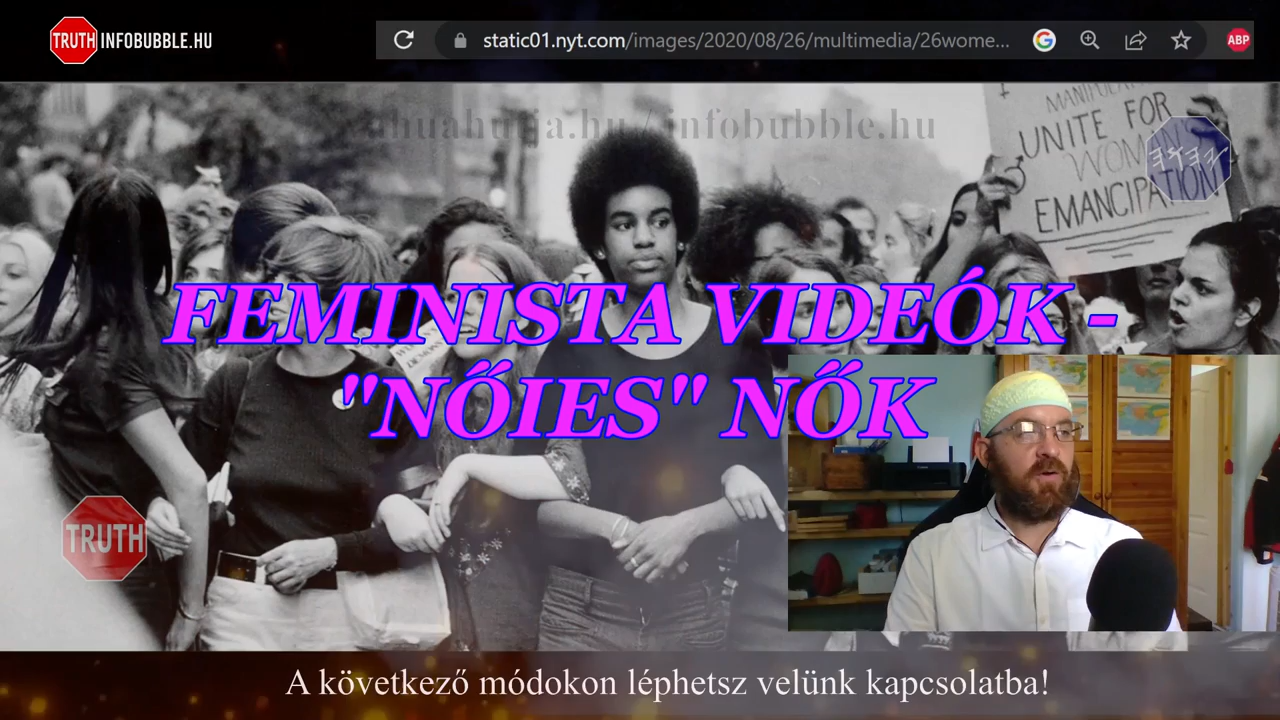 TRUTH INFOBUBBLE.HU
static01.nyt.com/images/2020/08/26/multimedia/26wome...
ABP
infobubble.hu
UNITE FOR
EMANCIPATION
FEMINISTA VIDEÓK -
"NŐIES" NŐK
TRUTH
A következő módokon léphetsz velünk kapcsolatba!